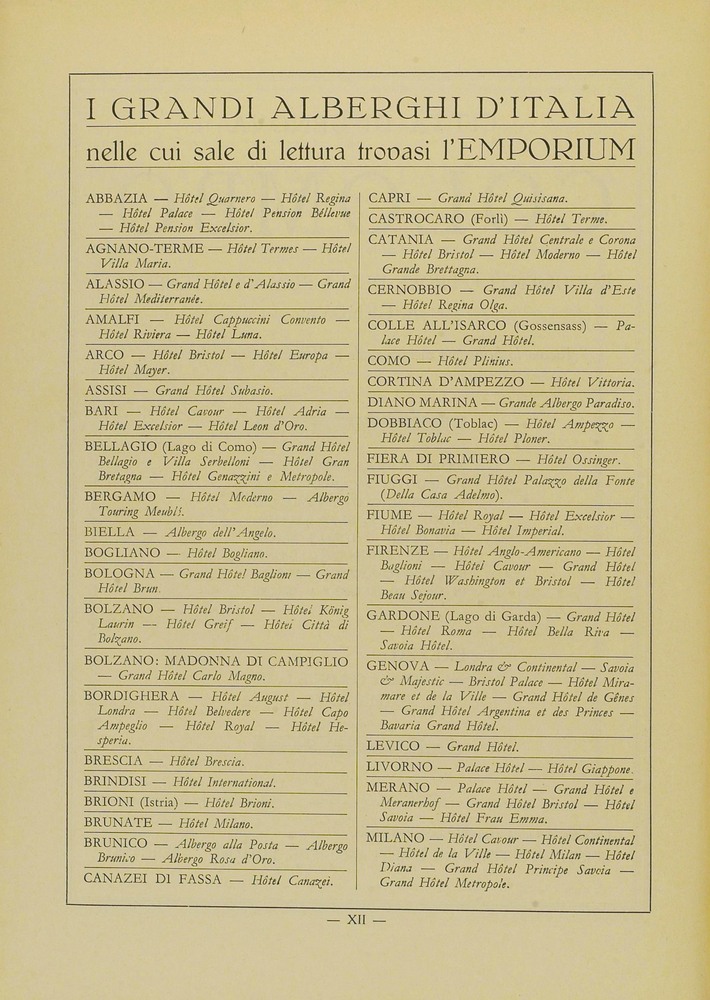 I GRANDI ALBERGHI D'ITALIA
nelle cui sale di lettura trovasi l'EMPORIUM
ABBAZIA — Hôtel Quarnero — Hôtel Regina
— Hôtel Palace — Hôtel Pension Béllevue
— Hôtel Pension Excelsior.
AGNANO-TERME — Hôtel Termes — Hôtel
Villa Maria.
ALASSIO — Grand Hôtel e d'Alassio — Grand
Hôtel Mediterranée.
AMALFI — Hôtel Cappuccini Convento —
Hôtel Riviera — Hôtel Luna.
ARCO — Hôtel Bristol — Hôtel Europa —
Hôtel Mayer.
ASSISI — Grand Hôtel Subasio.
BARI — Hôtel Cavour — Hôtel Adria —
Hôtel Excelsior — Hôtel Leon d'Oro.
BELLAGIO (Lago di Como) — Grand Hôtel
Bellagio e Villa Serbelloni — Hôtel Gran
Bretagna — Hôtel Genazzini e Metropole.
BERGAMO — Hôtel Moderno — Albergo
Touring Meublé.
BIELLA — Albergo dell'Angelo.
BOGLIANO — Hôtel Bogliano.
BOLOGNA — Grand Hôtel Baglioni — Grand
Hôtel Brun.
BOLZANO — Hôtel Bristol — Hôtel König
Laurin — Hôtel Greif — Hôtel Città di
Bolzano.
BOLZANO: MADONNA DI CAMPIGLIO
— Grand Hôtel Carlo Magno.
BORDIGHERA — Hôtel August — Hôtel
Londra — Hôtel Belvedere — Hôtel Capo
Ampeglio — Hôtel Royal — Hôtel He-
speria.
BRESCIA — Hôtel Brescia.
BRINDISI — Hôtel International.
BRIONI (Istria) — Hôtel Brioni.
BRUNATE — Hôtel Milano.
BRUNICO — Albergo alla Posta — Albergo
Brunico — Albergo Rosa d'Oro.
CANAZEI DI FASSA — Hôtel Canazei.
CAPRI — Grand Hôtel Quisisana.
CASTROCARO (Forlì) — Hôtel Terme.
CATANIA — Grand Hôtel Centrale e Corona
— Hôtel Bristol — Hôtel Moderno — Hôtel
Grande Brettagna.
CERNOBBIO — Grand Hôtel Villa d'Este
— Hôtel Regina Olga.
COLLE ALL'ISARCO (Gossensass) — Pa-
lace Hôtel — Grand Hôtel.
COMO — Hôtel Plinius.
CORTINA D'AMPEZZO — Hôtel Vittoria.
DIANO MARINA — Grande Albergo Paradiso.
DOBBIACO (Toblac) — Hôtel Ampezzo —
Hôtel Toblac — Hôtel Ploner.
FIERA DI PRIMIERO — Hôtel Ossinger.
FIUGGI — Grand Hôtel Palazzo della Fonte
(Della Casa Adelmo).
FIUME — Hôtel Royal — Hôtel Excelsior —
Hôtel Bonavia — Hôtel Imperial.
FIRENZE — Hôtel Anglo-Americano — Hôtel
Baglioni — Hôtel Cavour — Grand Hôtel
— Hôtel Washington et Bristol — Hôtel
Beau Sejour.
GARDONE (Lago di Garda) — Grand Hôtel
— Hôtel Roma — Hôtel Bella Riva —
Savoia Hôtel.
GENOVA — Londra & Continental — Savoia
& Majestic — Bristol Palace — Hôtel Mira-
mare et de la Ville — Grand Hôtel de Gênes
— Grand Hôtel Argentina et des Princes —
Bavaria Grand Hôtel.
LEVICO — Grand Hôtel.
LIVORNO — Palace Hôtel — Hôtel Giappone.
MERANO — Palace Hôtel — Grand Hôtel e
Meranerhof — Grand Hôtel Bristol — Hôtel
Savoia — Hôtel Frau Emma.
MILANO — Hôtel Cavour — Hôtel Continental
— Hôtel de la Ville — Hôtel Milan — Hôtel
Diana — Grand Hôtel Principe Savoia —
Grand Hôtel Metropole.
— XII —